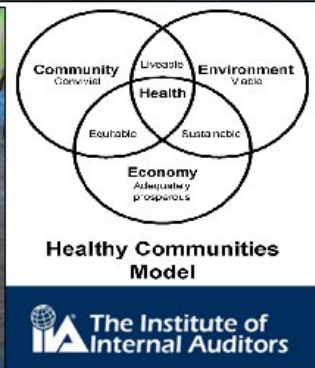 Community
Convivial
Liveable
Environment
Viable
Health
Equitable
Sustainable
Economy
Adequately
prosperous
Healthy Communities
Model
IIA The Institute of
Internal Auditors